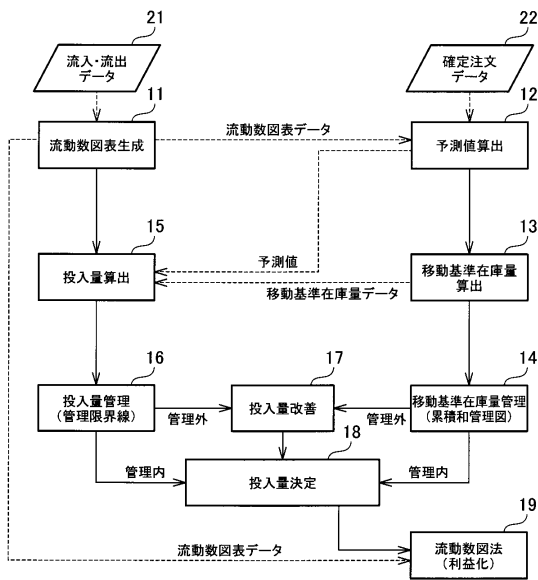 21
流入・流出
データ
22
確定注文
データ
11
流動数図表生成
流動数図表データ
12
予測値算出
15
投入量算出
予測値
移動基準在庫量データ
13
移動基準在庫量
算出
16
投入量管理
(管理限界線)
管理外
17
投入量改善
管理外
14
移動基準在庫量管理
(累積和管理図)
管理内
18
投入量決定
管理内
流動数図表データ
19
流動数図法
(利益化)